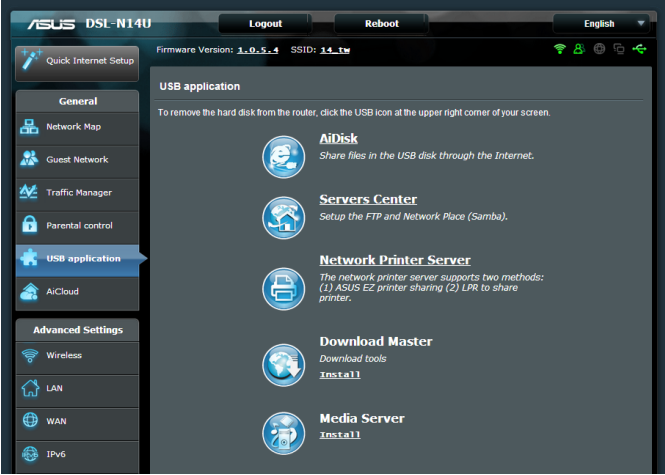 ASUS DSL-N14U
Logout
Reboot
English
Quick Internet Setup
Firmware Version: 1.0.5.4 SSID: 14_tw
General
Network Map
Guest Network
Traffic Manager
Parental control
USB application
AiCloud
Advanced Settings
Wireless
LAN
WAN
IPv6
USB application
To remove the hard disk from the router, click the USB icon at the upper right corner of your screen.
AiDisk
Share files in the USB disk through the Internet.
Servers Center
Setup the FTP and Network Place (Samba).
Network Printer Server
The network printer server supports two methods:
(1) ASUS EZ printer sharing (2) LPR to share
printer.
Download Master
Download tools
Install
Media Server
Install